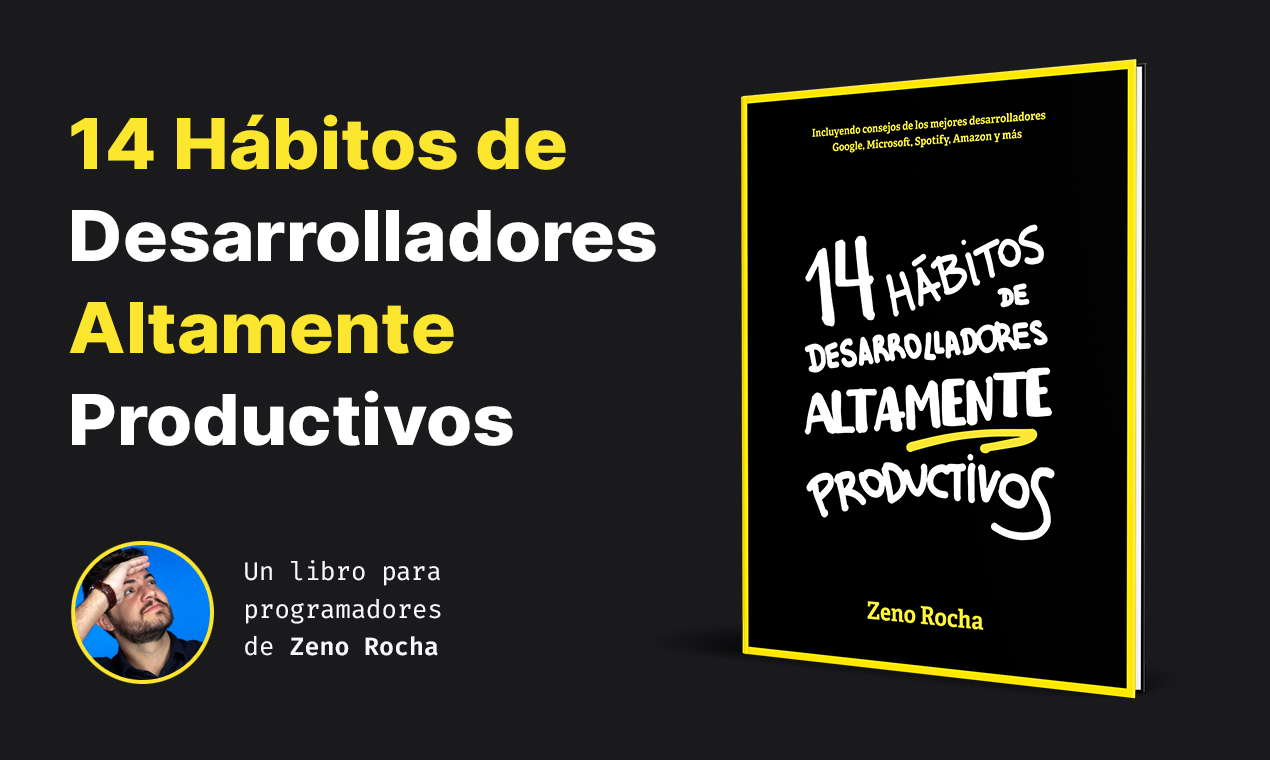 14 Hábitos de
Desarrolladores
Altamente
Productivos
Un libro para
programadores
de Zeno Rocha
Incluyendo consejos de los mejores desarrolladores
Google, Microsoft, Spotify, Amazon y más
14 HÁBITOS
DE
DESARROLLADORES
ALTAMENTE
PRODUCTIVOS
Zeno Rocha